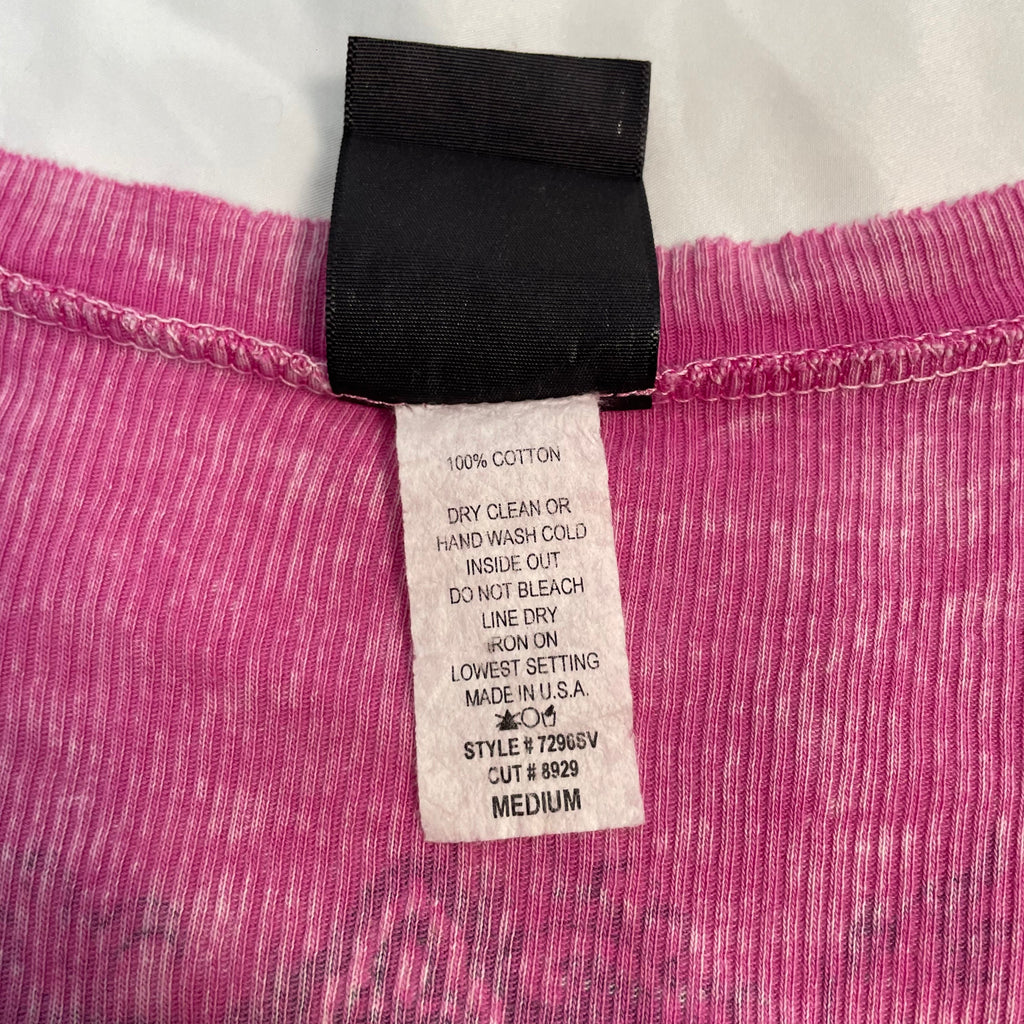 100% COTTON
DRY CLEAN OR
HAND WASH COLD
INSIDE OUT
DO NOT BLEACH
LINE DRY
IRON ON
LOWEST SETTING
MADE IN U.S.A.
STYLE # 7296SV
CUT # 8929
MEDIUM